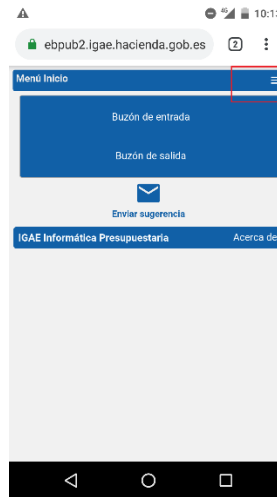 10:1
ebpub2.igae.hacienda.gob.es 2
Menú Inicio
Buzón de entrada
Buzón de salida
Enviar sugerencia
IGAE Informática Presupuestaria Acerca de